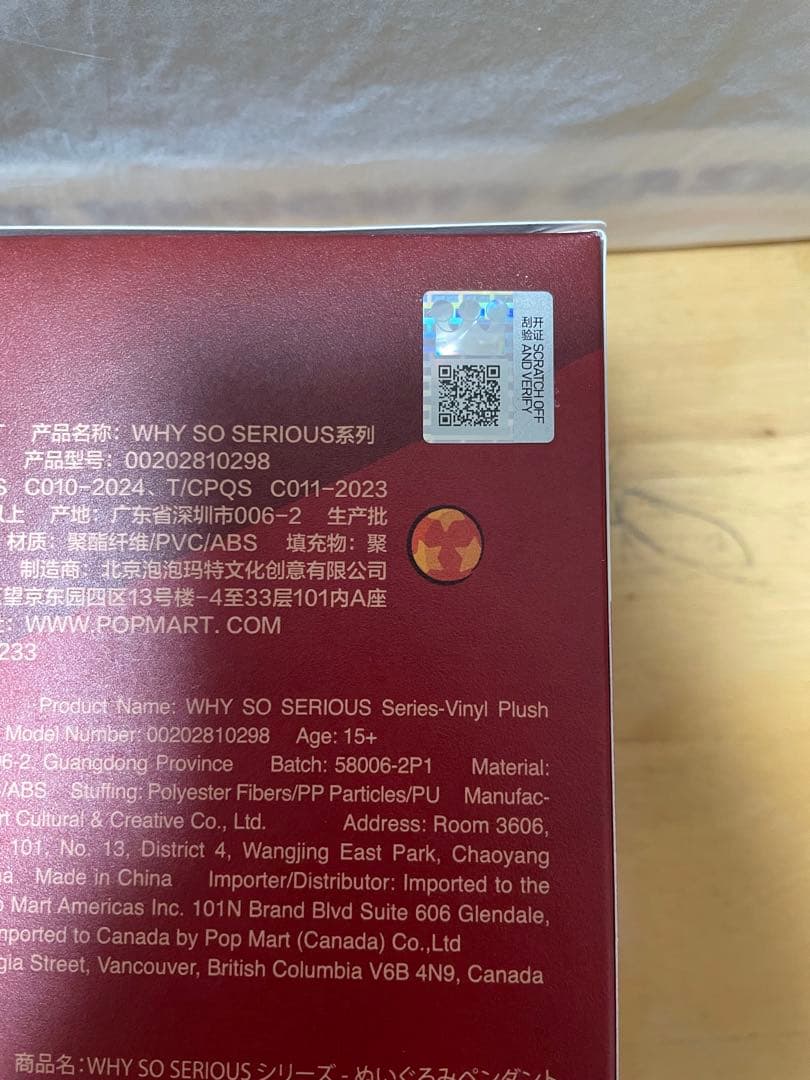 开证 SCRATCH OFF
刮验 AND VERIFY
产品名称：WHY SO SERIOUS系列
产品型号：00202810298
S C010-2024、T/CPQS C011-2023
以上 产地：广东省深圳市006-2 生产批
材质：聚酯纤维/PVC/ABS 填充物：聚
制造商：北京泡泡玛特文化创意有限公司
望京东园四区13号楼-4至33层101内A座
：WWW.POPMART.COM
233
Product Name: WHY SO SERIOUS Series-Vinyl Plush
Model Number: 00202810298 Age: 15+
06-2. Guangdong Province Batch: 58006-2P1 Material:
/ABS Stuffing: Polyester Fibers/PP Particles/PU Manufac-
rt Cultural & Creative Co., Ltd. Address: Room 3606,
101, No. 13, District 4, Wangjing East Park, Chaoyang
na Made in China Importer/Distributor: Imported to the
p Mart Americas Inc. 101N Brand Blvd Suite 606 Glendale,
mported to Canada by Pop Mart (Canada) Co.,Ltd
gia Street, Vancouver, British Columbia V6B 4N9, Canada
商品名：WHY SO SERIOUS シリーズ - ぬいぐるみペンダント